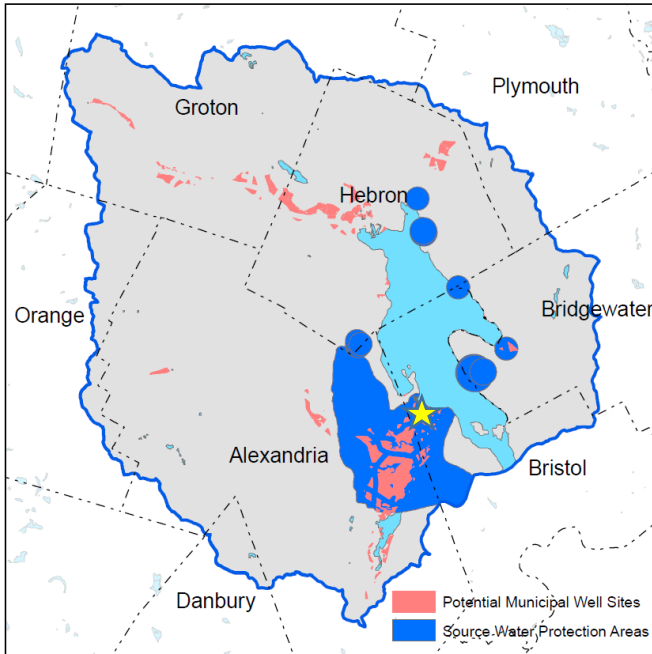 Plymouth
Groton
Hebron
Orange
Bridgewater
Alexandria
Bristol
Danbury
Potential Municipal Well Sites
Source Water Protection Areas